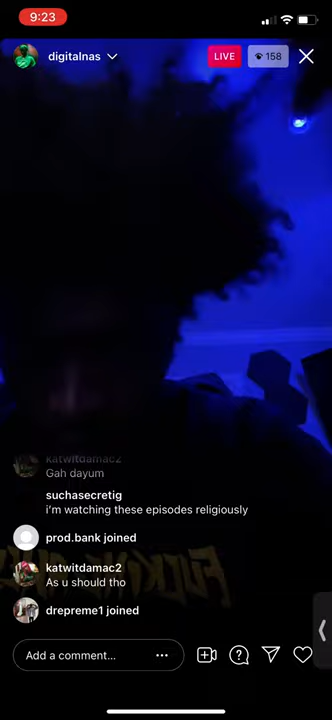 9:23
digitalnas
LIVE
158
katwitdamac2
Gah dayum
suchasecretig
i'm watching these episodes religiously
prod.bank joined
katwitdamac2
As u should tho
drepreme1 joined
Add a comment...